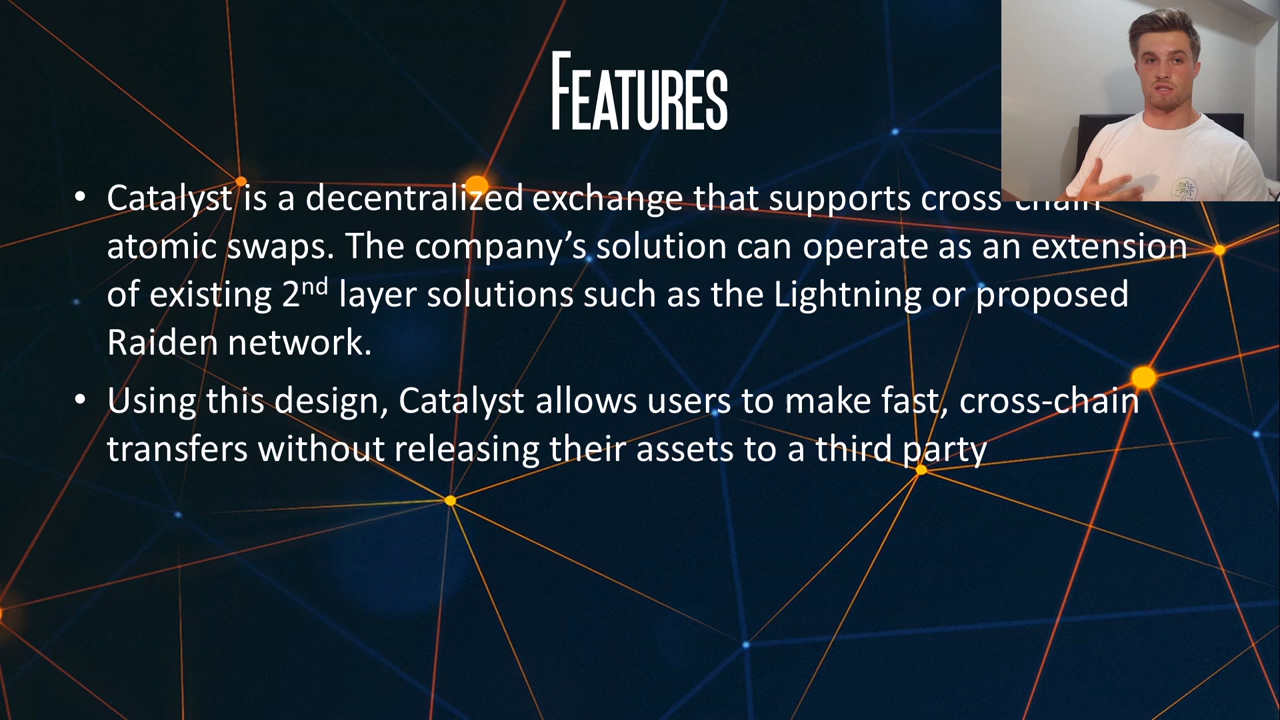 Features
• Catalyst is a decentralized exchange that supports cross-chain
atomic swaps. The company’s solution can operate as an extension
of existing 2nd layer solutions such as the Lightning or proposed
Raiden network.
• Using this design, Catalyst allows users to make fast, cross-chain
transfers without releasing their assets to a third party